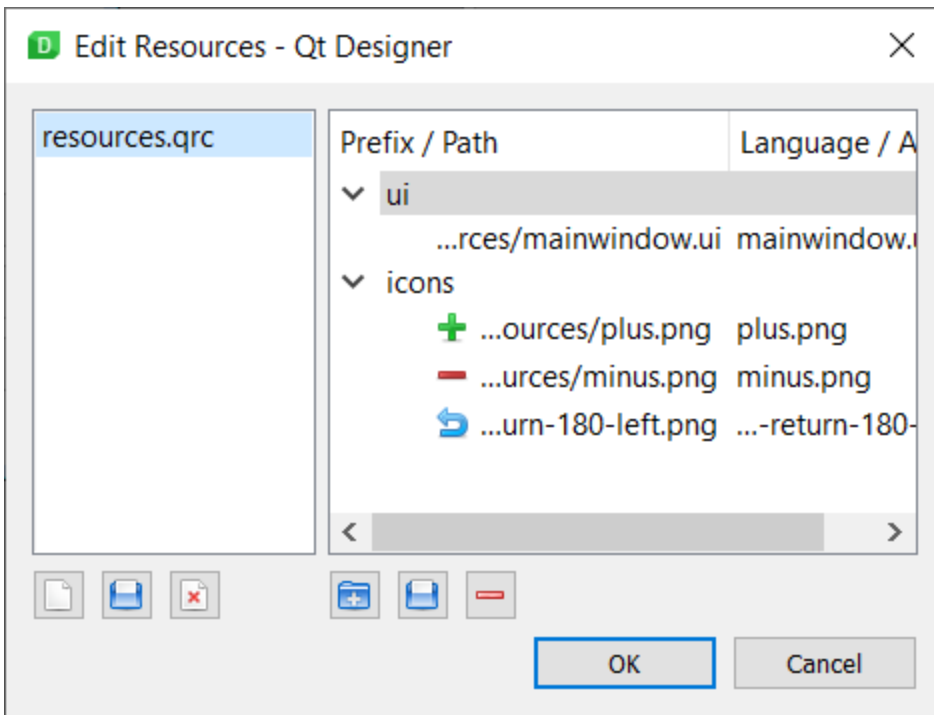 D Edit Resources - Qt Designer
resources.qrc
Prefix / Path Language / A
ui
...rces/mainwindow.ui mainwindow.u
icons
...ources/plus.png plus.png
...urces/minus.png minus.png
...urn-180-left.png ...-return-180-
OK Cancel